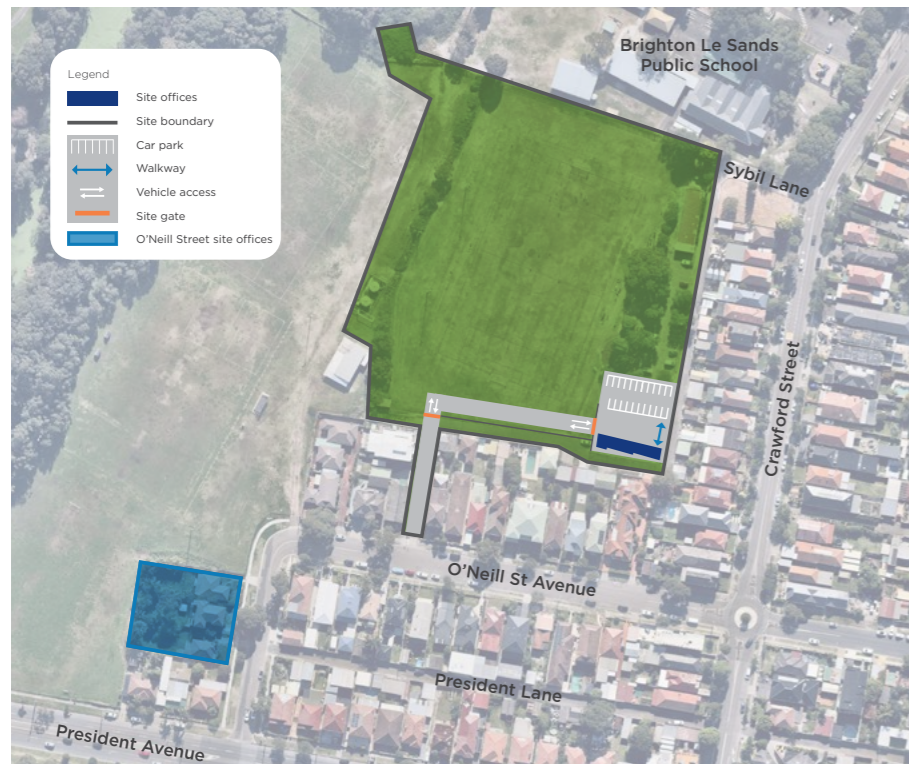 Legend
Site offices
Site boundary
Car park
Walkway
Vehicle access
Site gate
O'Neill Street site offices
Brighton Le Sands
Public School
Sybil Lane
Crawford Street
O'Neill St Avenue
President Lane
President Avenue